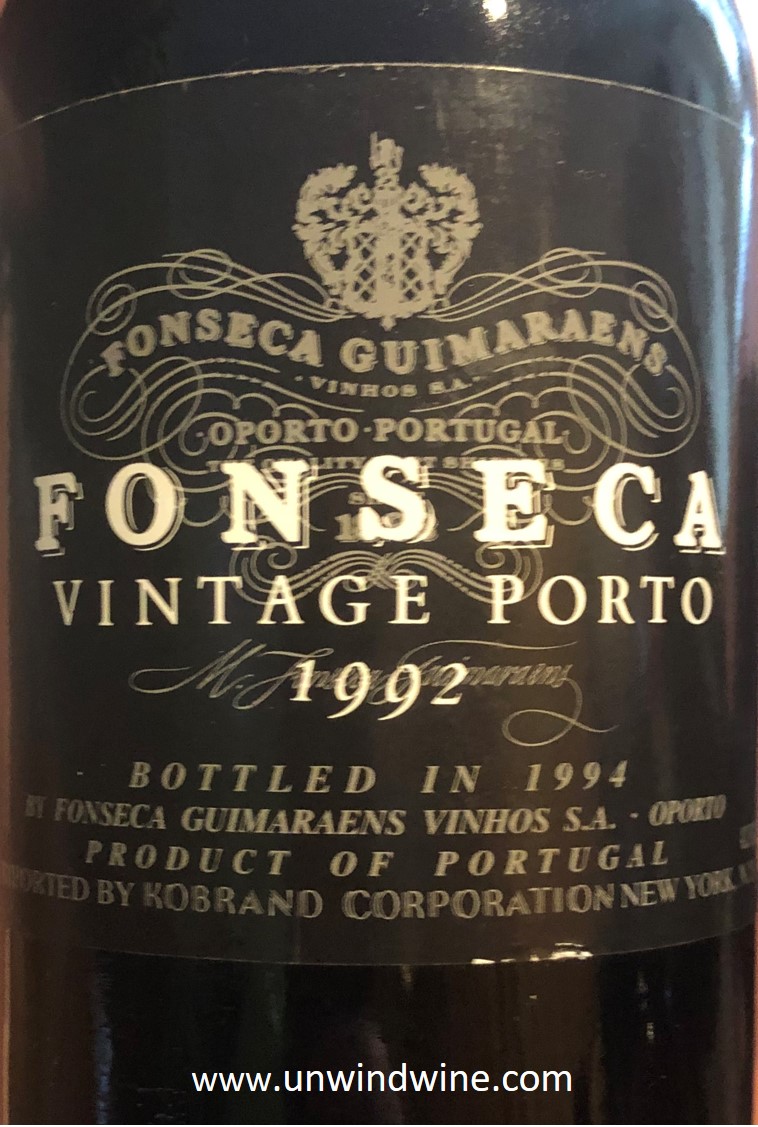 FONSECA GUIMARAENS
·VINHOS S.A.·
·OPORTO·PORTUGAL·
FONSECA
VINTAGE PORTO
1992
BOTTLED IN 1994
BY FONSECA GUIMARAENS VINHOS S.A. · OPORTO
PRODUCT OF PORTUGAL
BY KOBRAND CORPORATION NEW YORK
www.unwindwine.com